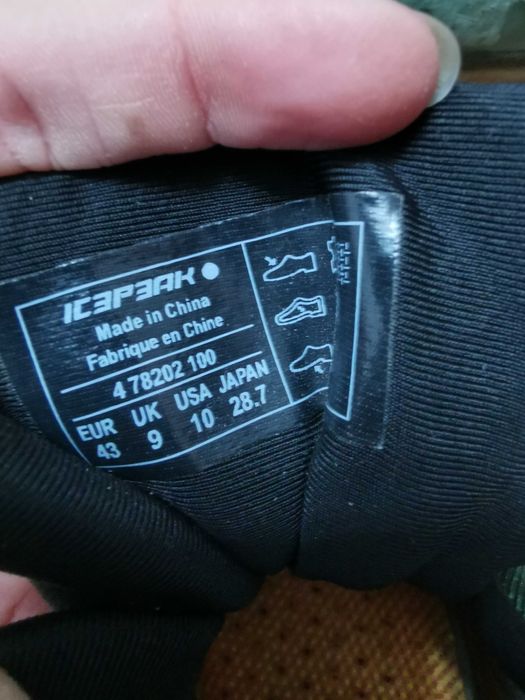 ICEPEAK
Made in China
Fabrique en Chine
4 78202 100
EUR UK USA JAPAN
43 9 10 28.7